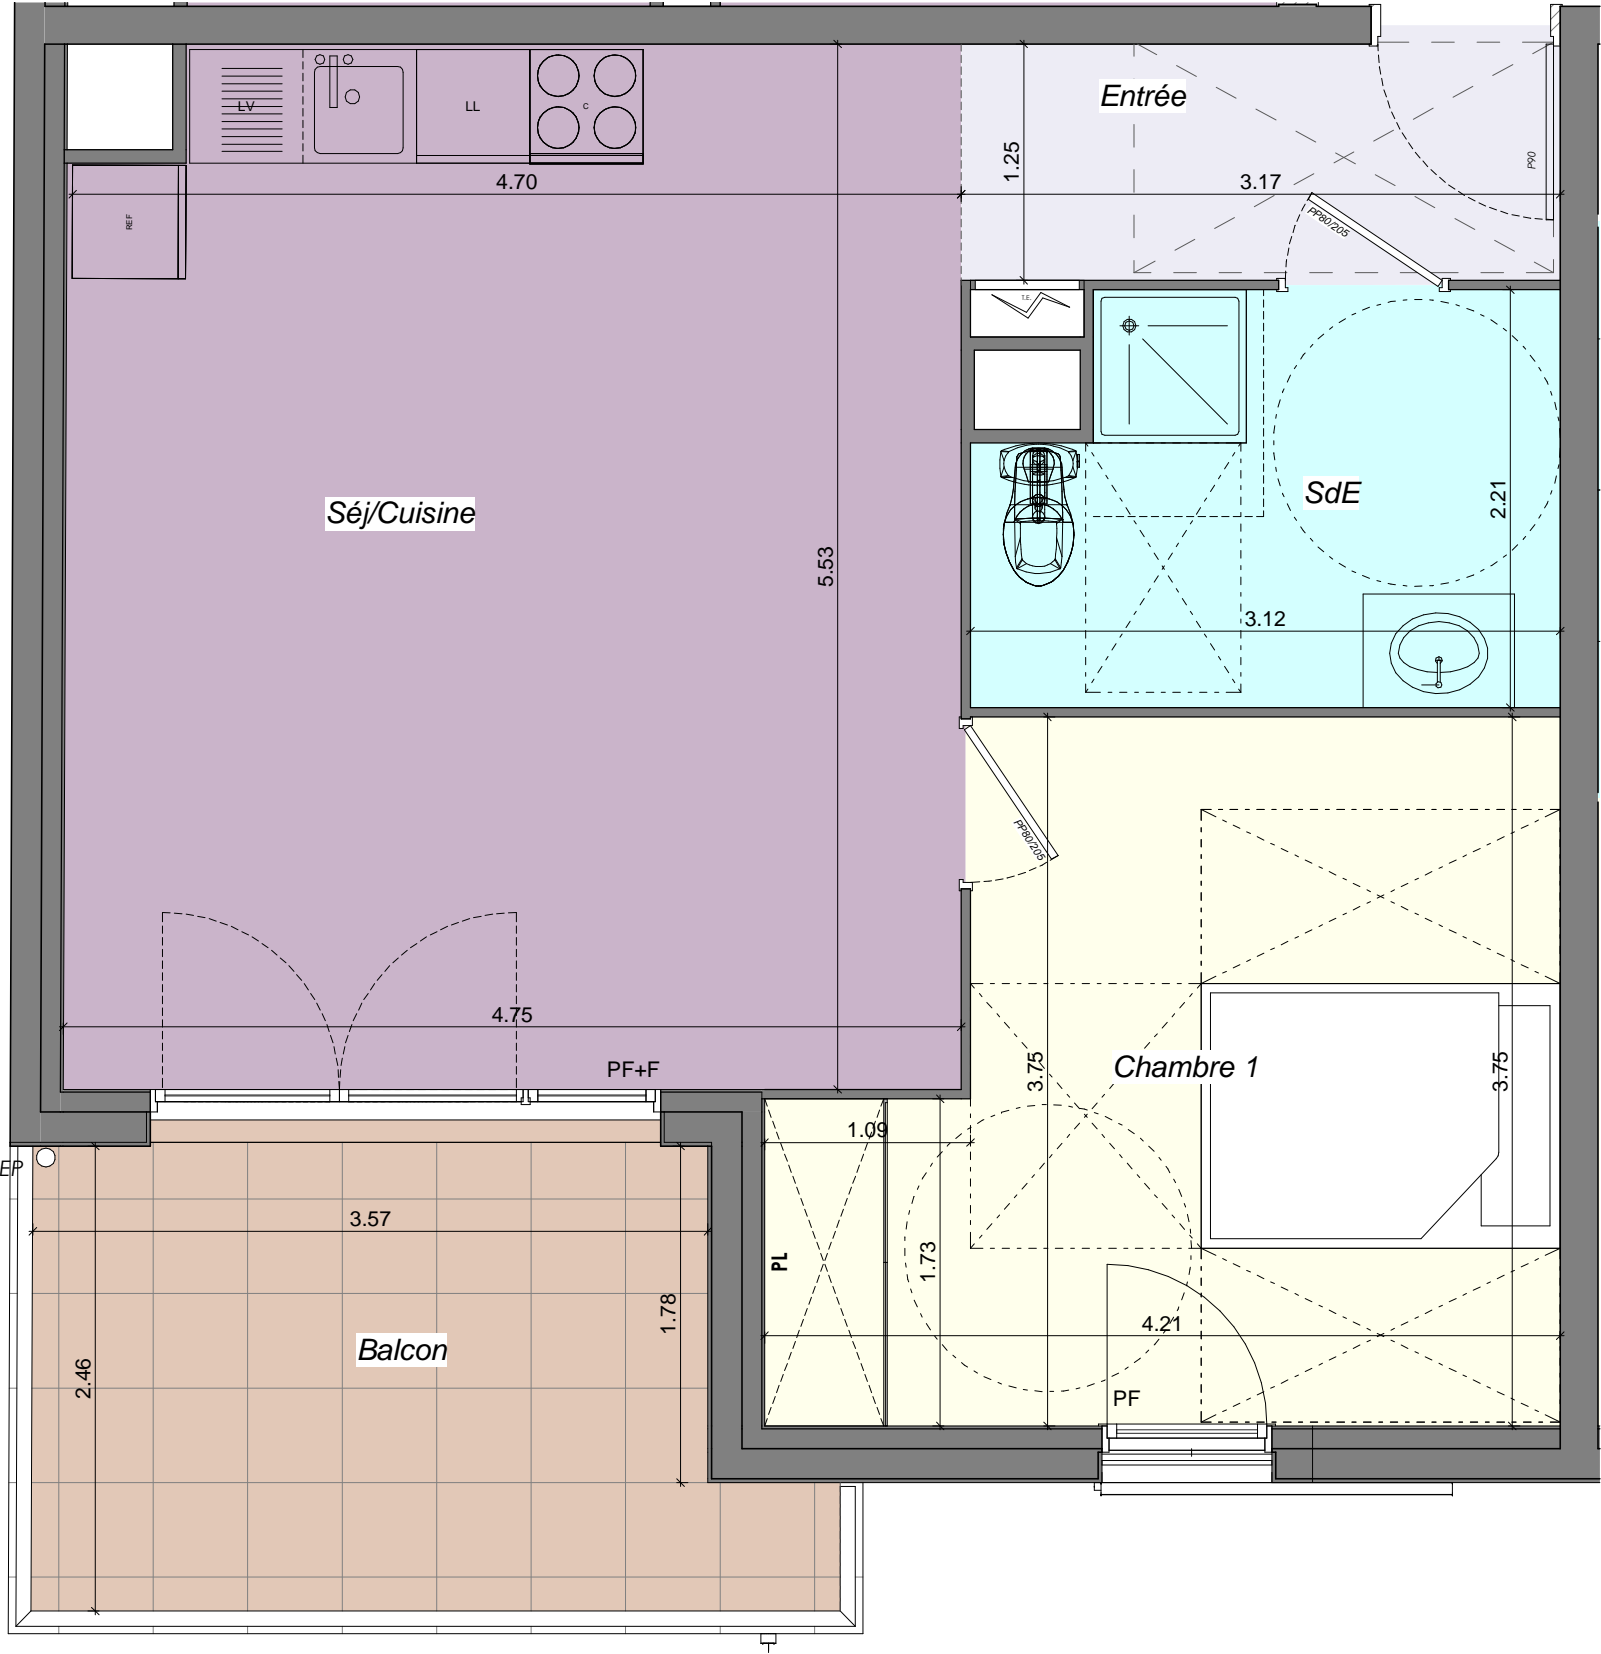 Entrée
LV
LL
C
1.25
P90
4.70
3.17
REF
PP80/205
T.E.
Séj/Cuisine
SdE
2.21
5.53
3.12
PP80/205
4.75
PF+F
3.75
Chambre 1
3.75
1.09
EP
3.57
1.73
PL
1.78
4.21
Balcon
2.46
PF